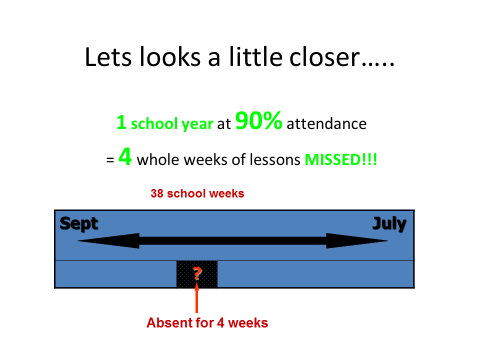 Lets looks a little closer…..
1 school year at 90% attendance
= 4 whole weeks of lessons MISSED!!!
38 school weeks
Sept July
?
Absent for 4 weeks